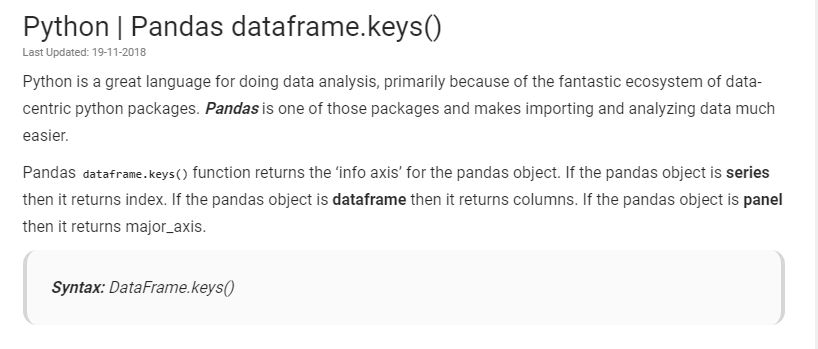 Python | Pandas dataframe.keys()
Last Updated: 19-11-2018
Python is a great language for doing data analysis, primarily because of the fantastic ecosystem of data-
centric python packages. Pandas is one of those packages and makes importing and analyzing data much
easier.
Pandas dataframe.keys() function returns the ‘info axis’ for the pandas object. If the pandas object is series
then it returns index. If the pandas object is dataframe then it returns columns. If the pandas object is panel
then it returns major_axis.
Syntax: DataFrame.keys()